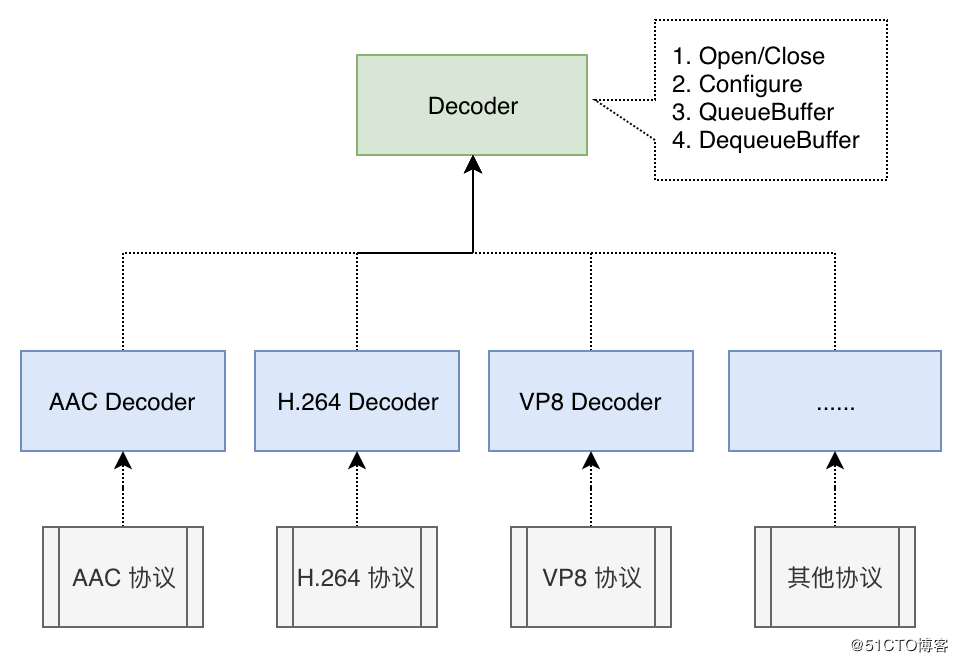 Decoder
1. Open/Close
2. Configure
3. QueueBuffer
4. DequeueBuffer
AAC Decoder
H.264 Decoder
VP8 Decoder
......
AAC 协议
H.264 协议
VP8 协议
其他协议
@51CTO博客